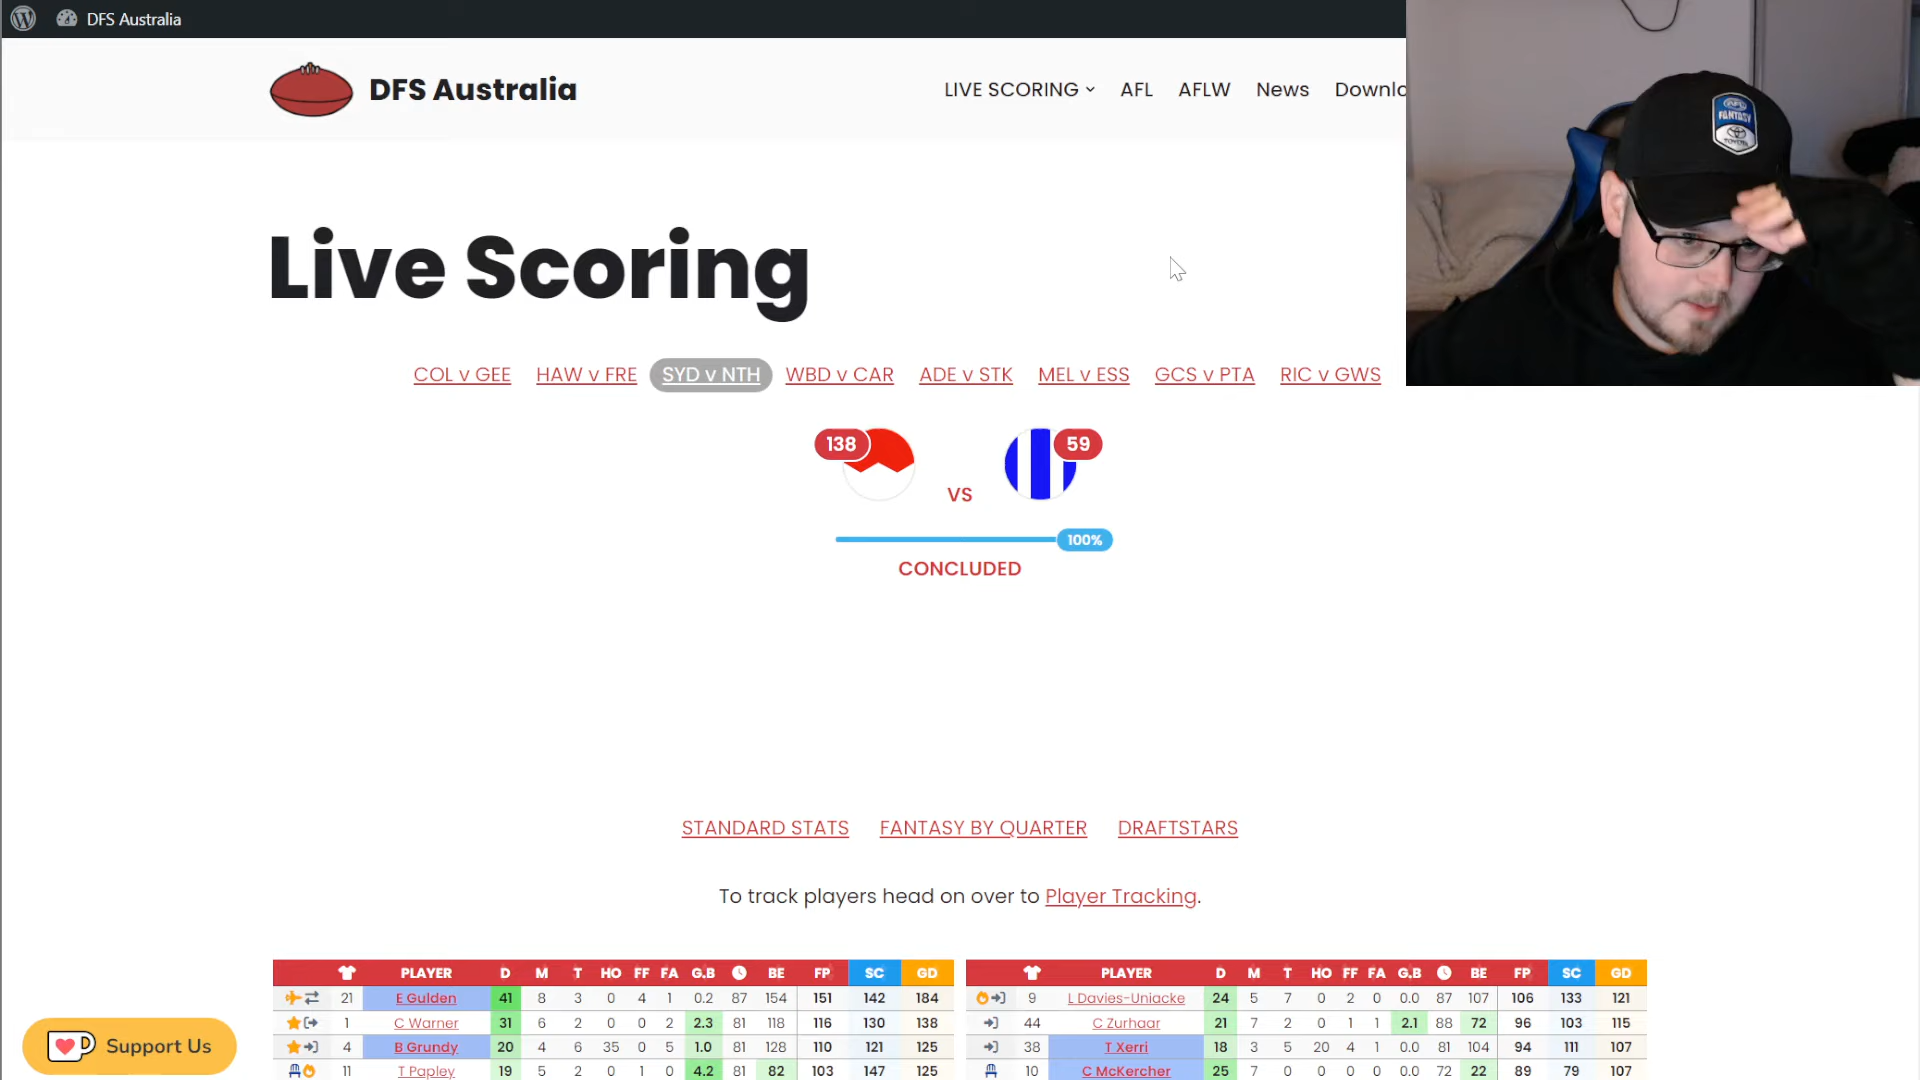 DFS Australia
DFS Australia
LIVE SCORING AFL AFLW News Downlo
AFL
FANTASY
TOYOTA
Live Scoring
COL v GEE HAW v FRE SYD v NTH WBD v CAR ADE v STK MEL v ESS GCS v PTA RIC v GWS
138 VS 59
100%
CONCLUDED
STANDARD STATS FANTASY BY QUARTER DRAFTSTARS
To track players head on over to Player Tracking.
PLAYER D M T HO FF FA G.B BE FP SC GD
21 E Gulden 41 8 3 0 4 1 0.2 87 154 151 142 184
1 C Warner 31 6 2 0 0 2 2.3 81 118 116 130 138
4 B Grundy 20 4 6 35 0 5 1.0 81 128 110 121 125
11 T Papley 19 5 2 0 1 0 4.2 81 82 103 147 125
PLAYER D M T HO FF FA G.B BE FP SC GD
9 L Davies-Uniacke 24 5 7 0 2 0 0.0 87 107 106 133 121
44 C Zurhaar 21 7 2 0 1 1 2.1 88 72 96 103 115
38 T Xerri 18 3 5 20 4 1 0.0 81 104 94 111 107
10 C McKercher 25 7 0 0 0 0 0.0 72 22 89 79 107
Support Us